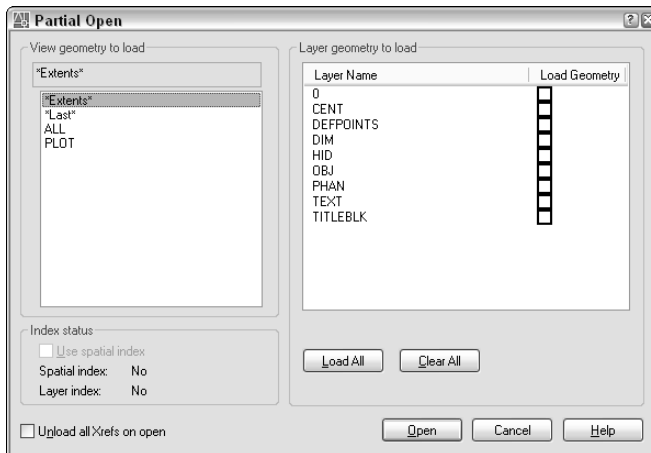 Partial Open
View geometry to load
*Extents*
*Extents*
*Last*
ALL
PLOT
Index status
Use spatial index
Spatial index: No
Layer index: No
Unload all Xrefs on open
Layer geometry to load
Layer Name Load Geometry
0
CENT
DEFPOINTS
DIM
HID
OBJ
PHAN
TEXT
TITLEBLK
Load All Clear All
Open Cancel Help